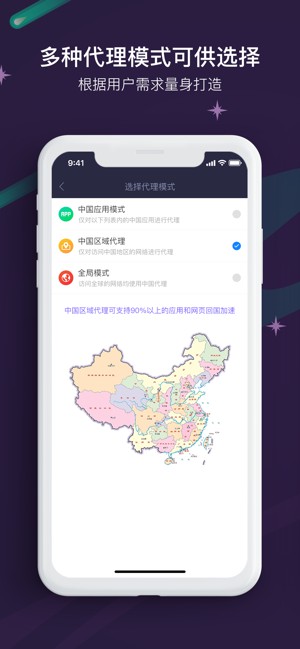 多种代理模式可供选择
根据用户需求量身打造
9:41
选择代理模式
APP
中国应用模式
仅对以下列表内的中国应用进行代理
中国区域代理
仅对访问中国地区的网络进行代理
全局模式
访问全球的网络均使用中国代理
中国区域代理可支持90%以上的应用和网页回国加速